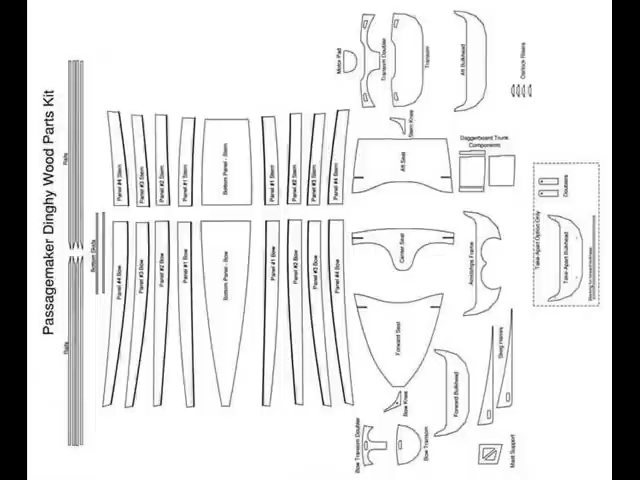 Passagemaker Dinghy Wood Parts Kit
Rails
Rails
Bottom Skids
Panel #4 Stern
Panel #3 Stern
Panel #2 Stern
Panel #1 Stern
Bottom Panel - Stern
Panel #1 Stern
Panel #2 Stern
Panel #3 Stern
Panel #4 Stern
Panel #4 Bow
Panel #3 Bow
Panel #2 Bow
Panel #1 Bow
Bottom Panel - Bow
Panel #1 Bow
Panel #2 Bow
Panel #3 Bow
Panel #4 Bow
Motor Pad
Transom Doubler
Transom
Aft Bulkhead
Oarlock Risers
Stern Knee
Aft Seat
Daggerboard Trunk
Components
Center Seat
Amidships Frame
Forward Seat
Skeg Halves
Bow Knee
Forward Bulkhead
Bow Transom Doubler
Bow Transom
Mast Support
Take-Apart Option Only
Doublers
Take-Apart Bulkhead